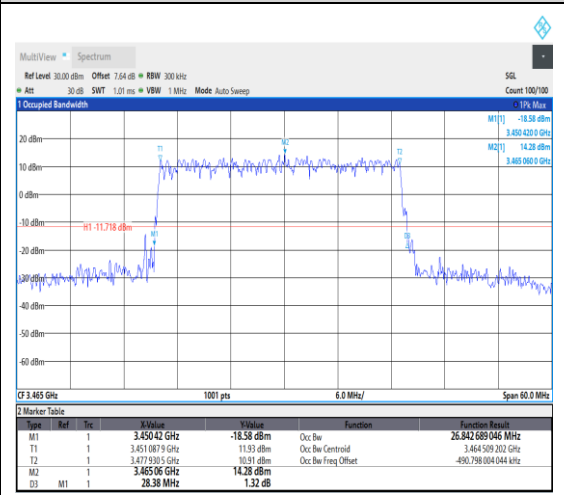 MultiView Spectrum
Ref Level 30.00 dBm Offset 7.64 dB RBW 300 kHz SGL
Att 30 dB SWT 1.01 ms VBW 1 MHz Mode Auto Sweep Count 100/100
1 Occupied Bandwidth 1Pk Max
M1[1] -18.58 dBm
3.450 420 0 GHz
M2[1] 14.28 dBm
3.465 060 0 GHz
T1 M2 T2
20 dBm
10 dBm
0 dBm
-10 dBm
H1 -11.718 dBm
M1 D3
-20 dBm
-30 dBm
-40 dBm
-50 dBm
-60 dBm
CF 3.465 GHz 1001 pts 6.0 MHz/ Span 60.0 MHz
2 Marker Table
Type Ref Trc X-Value Y-Value Function Function Result
M1 1 3.45042 GHz -18.58 dBm Occ Bw 26.842 689 046 MHz
T1 1 3.451 087 9 GHz 11.93 dBm Occ Bw Centroid 3.464 509 202 GHz
T2 1 3.477 930 5 GHz 10.91 dBm Occ Bw Freq Offset -490.798 004 044 kHz
M2 1 3.46506 GHz 14.28 dBm
D3 M1 1 28.38 MHz 1.32 dB